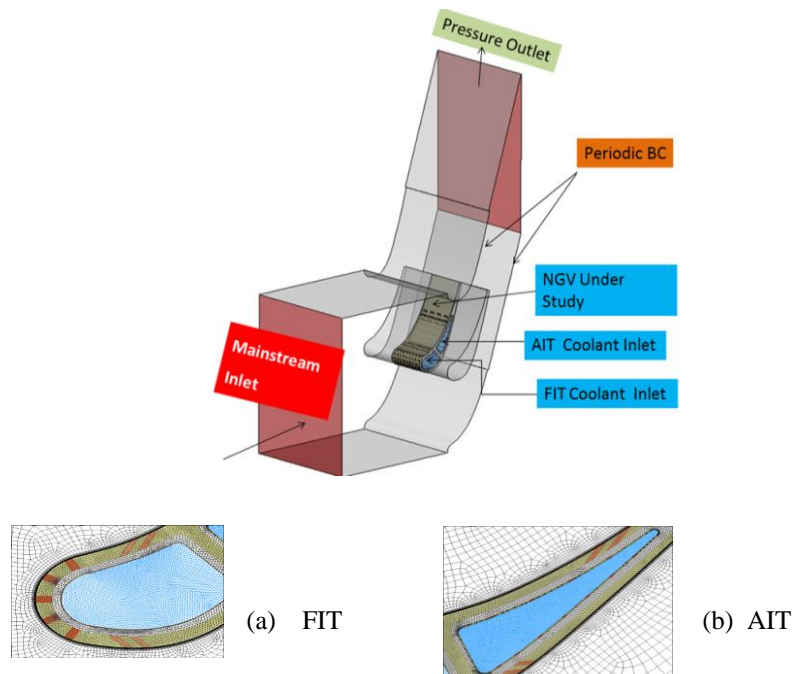 Pressure Outlet
Periodic BC
NGV Under
Study
AIT Coolant Inlet
FIT Coolant Inlet
Mainstream
Inlet
(a) FIT
(b) AIT